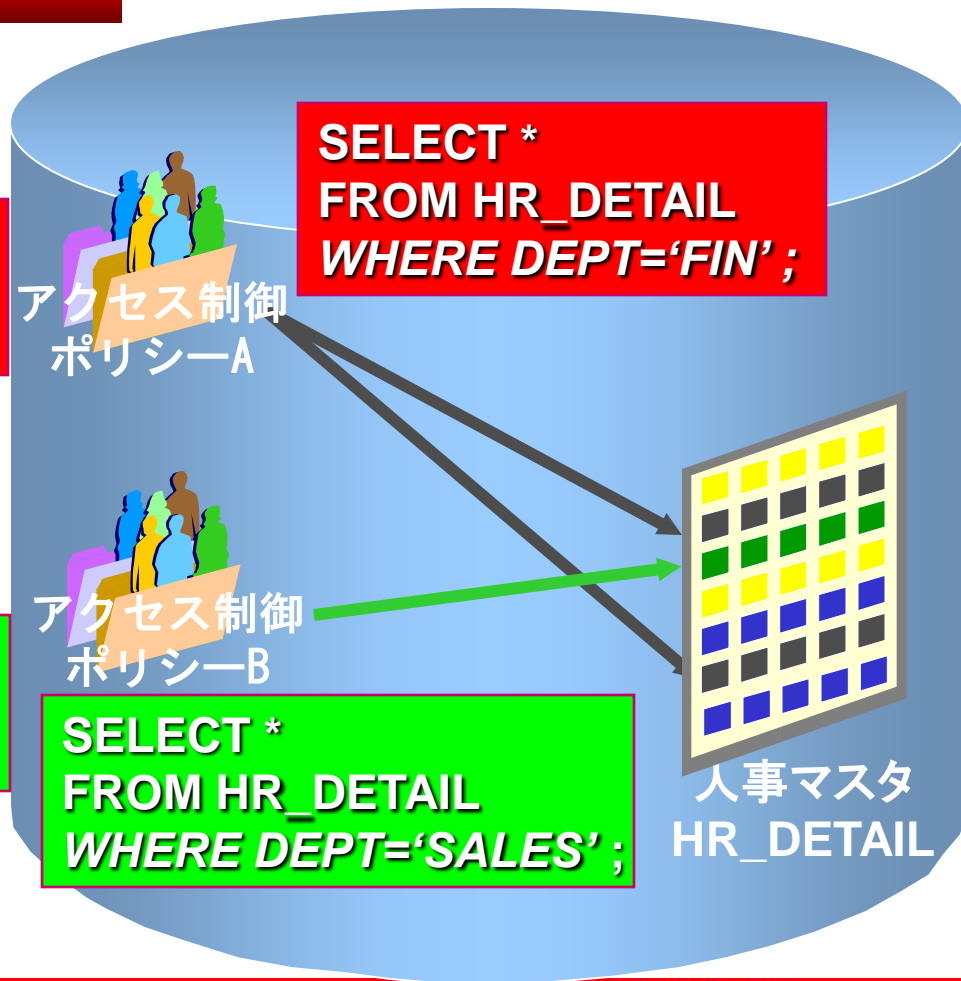 SELECT *
FROM HR_DETAIL
WHERE DEPT=‘FIN’ ;
アクセス制御
ポリシーA
アクセス制御
ポリシーB
SELECT *
FROM HR_DETAIL
WHERE DEPT=‘SALES’ ;
人事マスタ
HR_DETAIL